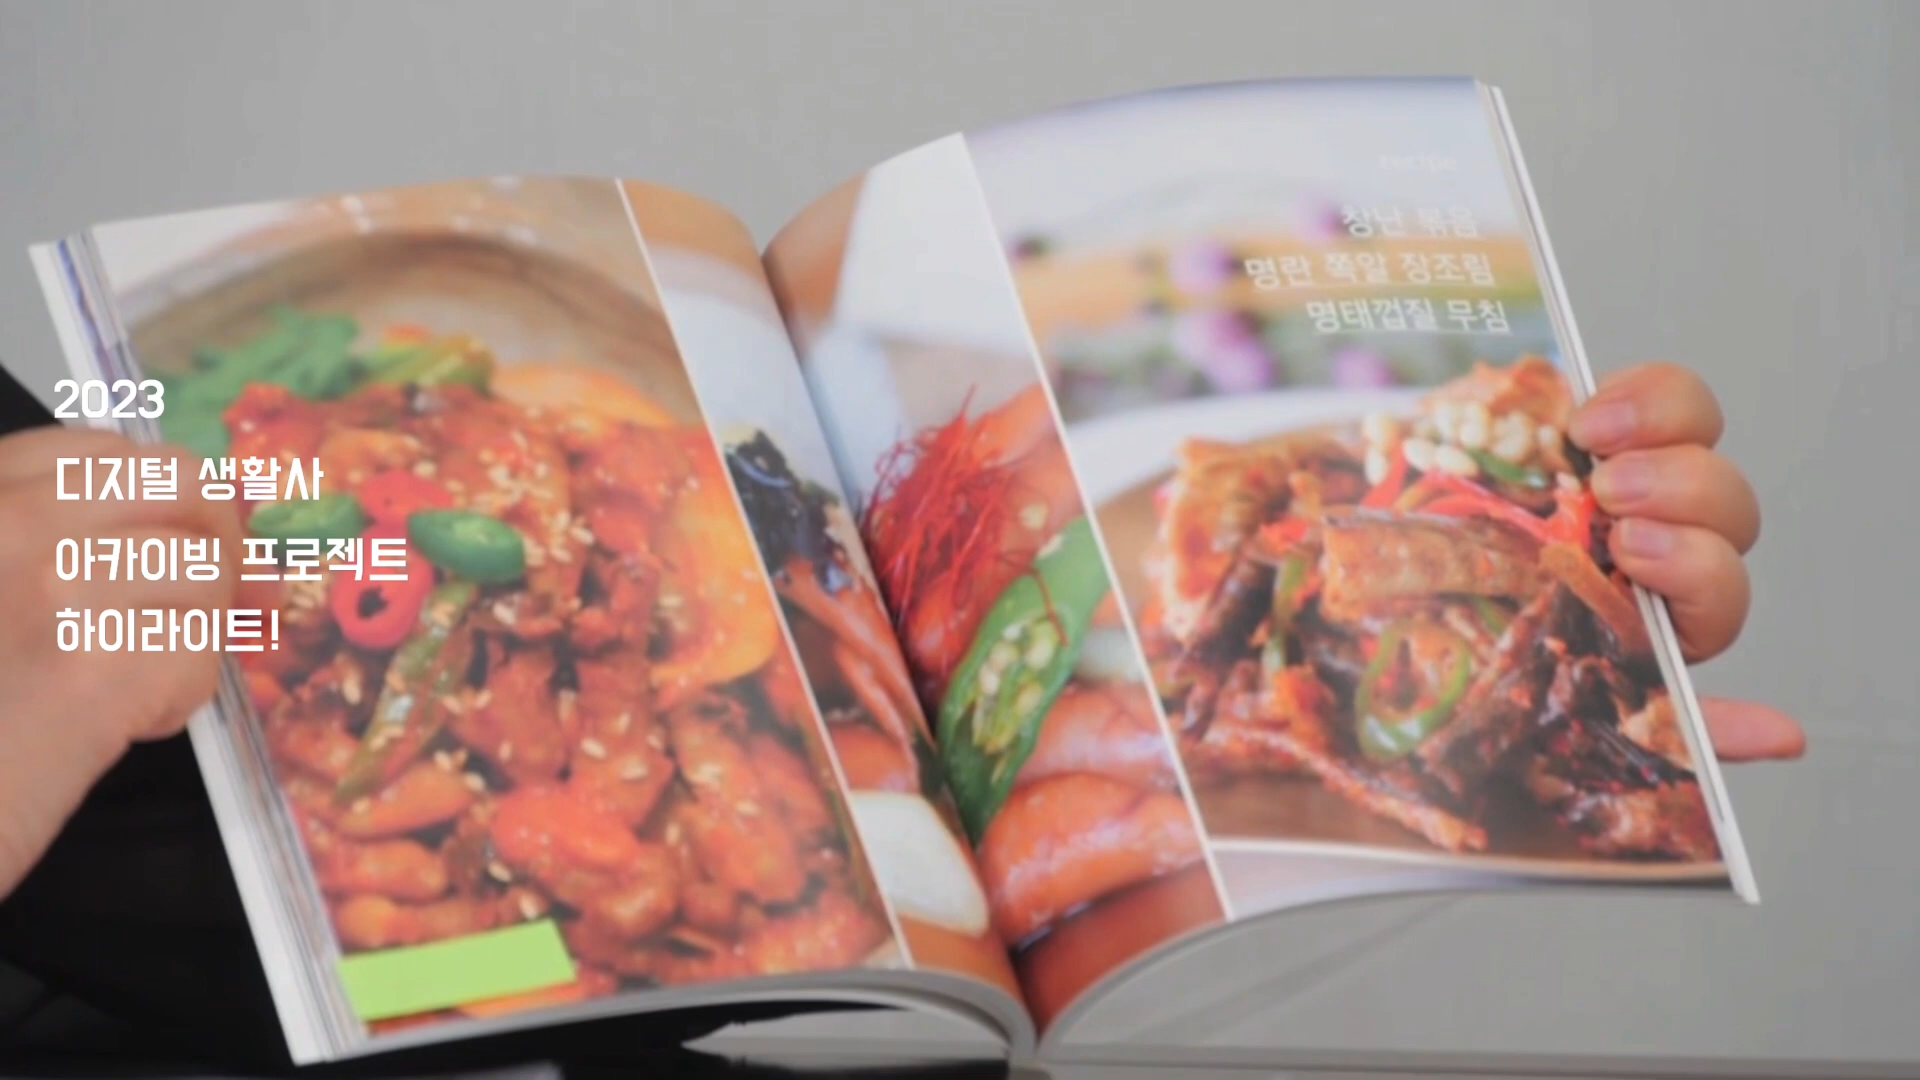 2023
디지털 생활사
아카이빙 프로젝트
하이라이트!
recipe
창난 볶음
명란 쪽알 장조림
명태껍질 무침